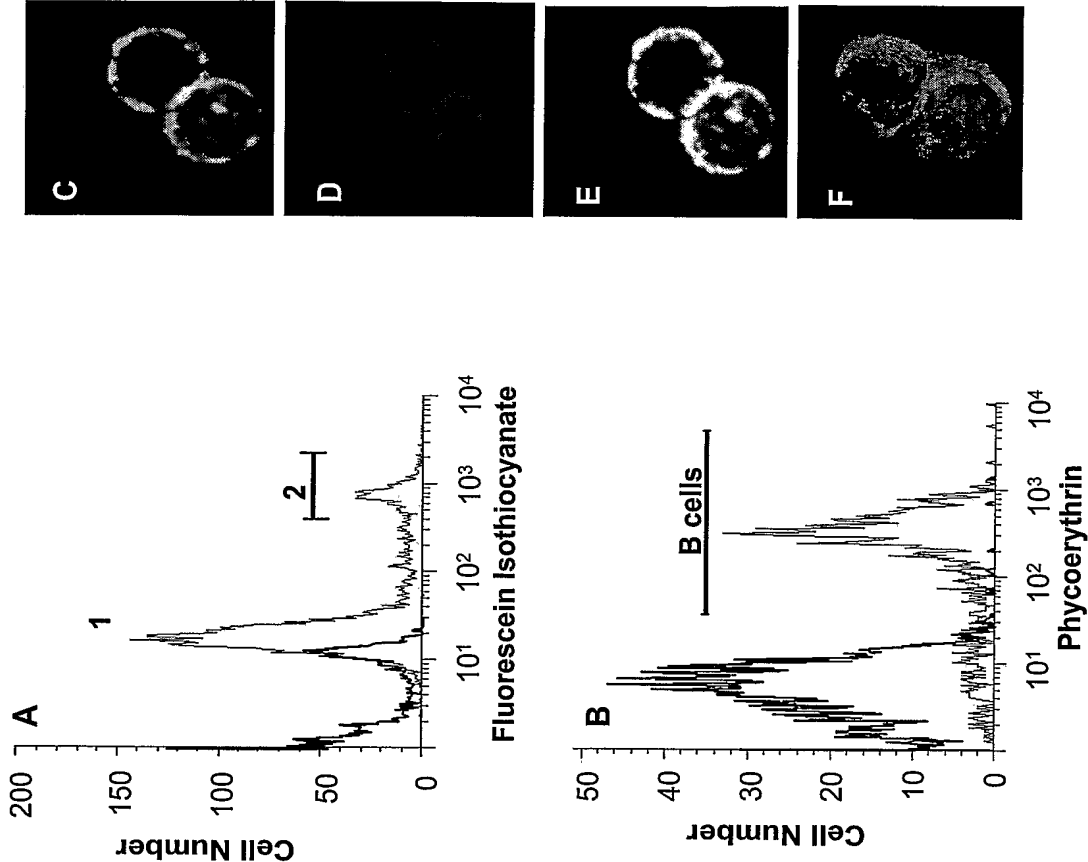 A
1
2
200
150
100
50
0
Cell Number
10¹
10²
10³
10⁴
Fluorescein Isothiocyanate
B
B cells
50
40
30
20
10
0
Cell Number
10¹
10²
10³
10⁴
Phycoerythrin
C
D
E
F